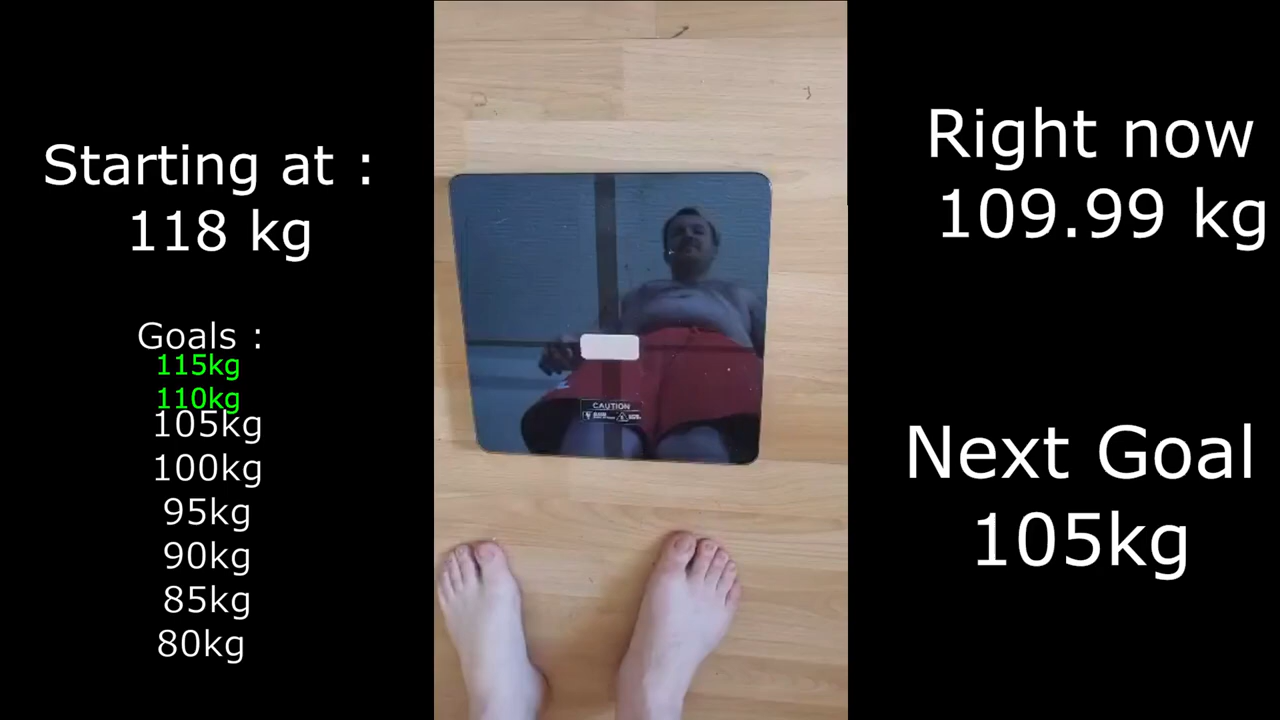 Starting at :
118 kg
Goals :
115kg
110kg
105kg
100kg
95kg
90kg
85kg
80kg
CAUTION
Right now
109.99 kg
Next Goal
105kg